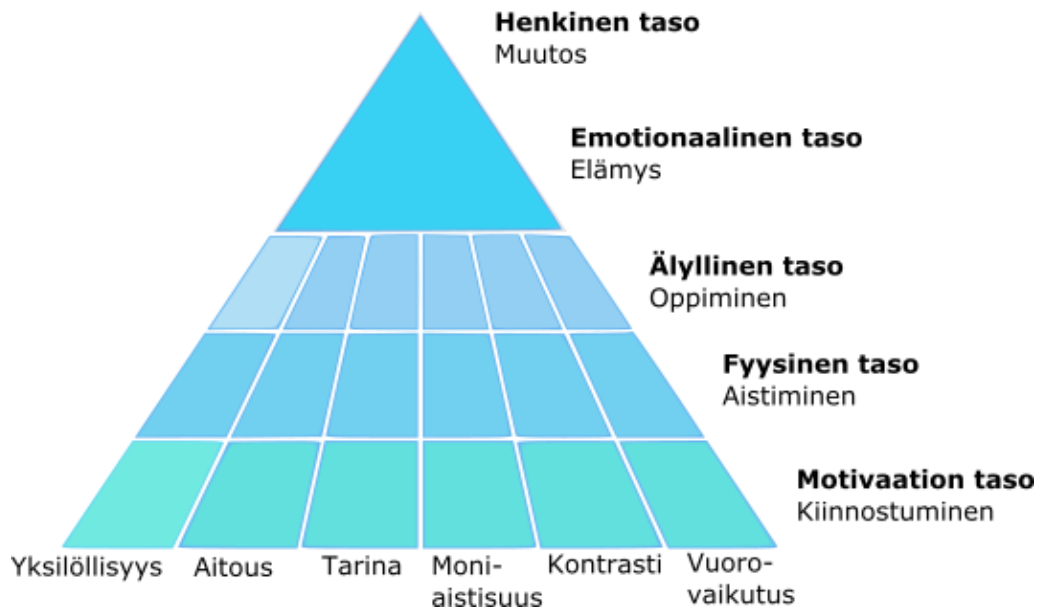 Henkinen taso
Muutos
Emotionaalinen taso
Elämys
Älyllinen taso
Oppiminen
Fyysinen taso
Aistiminen
Motivaation taso
Kiinnostuminen
Yksilöllisyys
Aitous
Tarina
Moni-
aistisuus
Kontrasti
Vuoro-
vaikutus